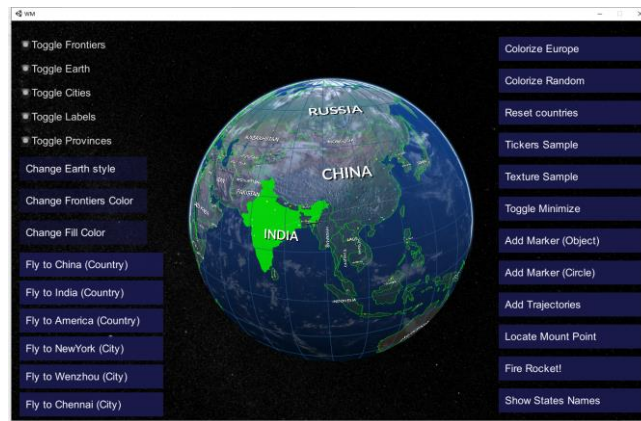 WM
Toggle Frontiers
Toggle Earth
Toggle Cities
Toggle Labels
Toggle Provinces
Change Earth style
Change Frontiers Color
Change Fill Color
Fly to China (Country)
Fly to India (Country)
Fly to America (Country)
Fly to NewYork (City)
Fly to Wenzhou (City)
Fly to Chennai (City)
RUSSIA
KAZAKHSTAN
CHINA
PAKISTAN
INDIA
Colorize Europe
Colorize Random
Reset countries
Tickers Sample
Texture Sample
Toggle Minimize
Add Marker (Object)
Add Marker (Circle)
Add Trajectories
Locate Mount Point
Fire Rocket!
Show States Names